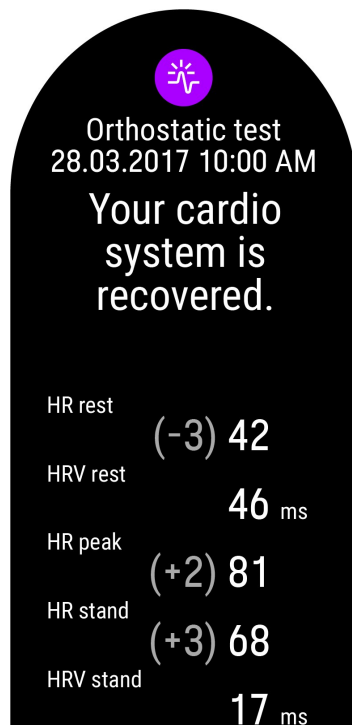 Orthostatic test
28.03.2017 10:00 AM
Your cardio
system is
recovered.
HR rest
(-3) 42
HRV rest
46 ms
HR peak
(+2) 81
HR stand
(+3) 68
HRV stand
17 ms